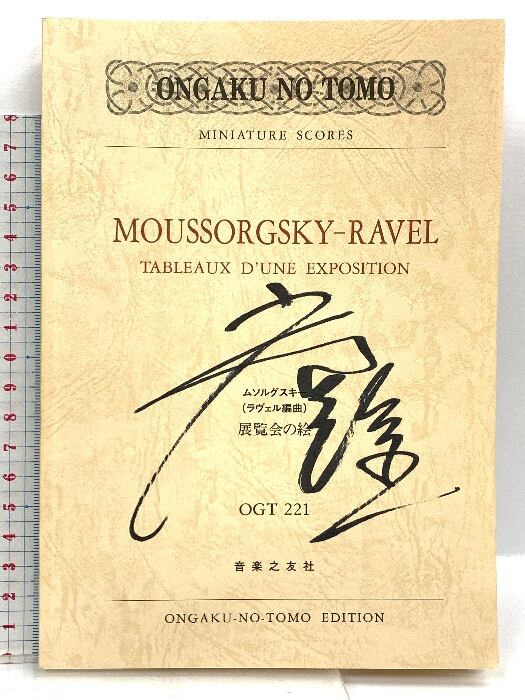 ONGAKU NO TOMO
MINIATURE SCORES
MOUSSORGSKY-RAVEL
TABLEAUX D'UNE EXPOSITION
ムソルグスキー
(ラヴェル編曲)
展覧会の絵
OGT 221
音楽之友社
ONGAKU-NO-TOMO EDITION